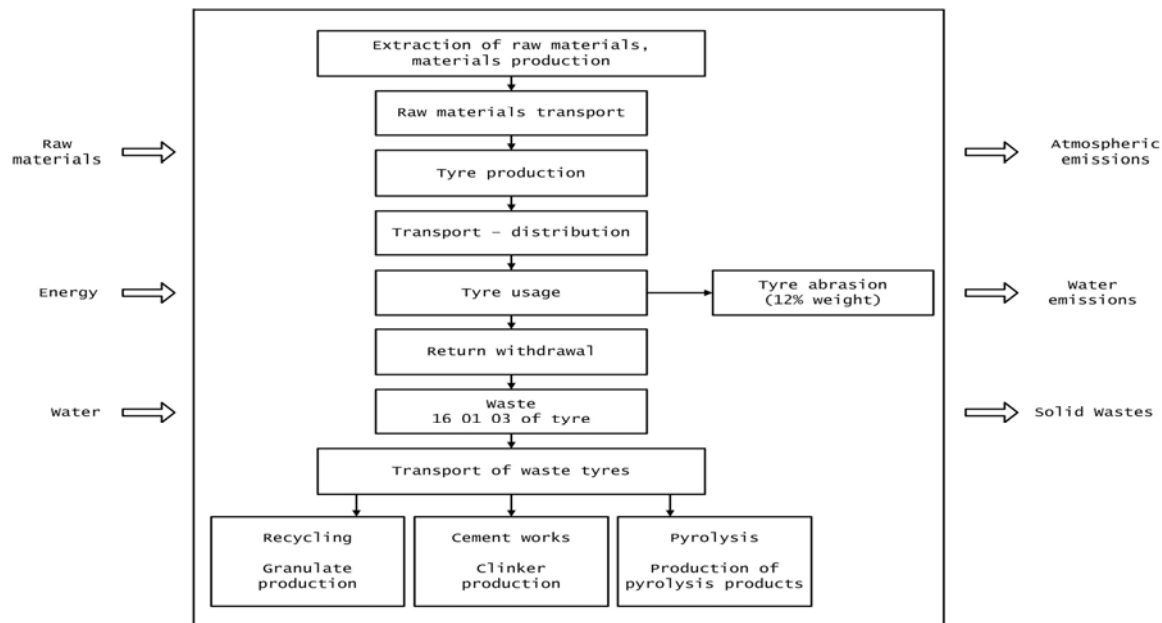 Extraction of raw materials,
materials production
Raw materials transport
Tyre production
Transport – distribution
Tyre usage
Tyre abrasion
(12% weight)
Return withdrawal
Waste
16 01 03 of tyre
Transport of waste tyres
Recycling
Granulate
production
Cement works
Clinker
production
Pyrolysis
Production of
pyrolysis products
Raw
materials
Energy
Water
Atmospheric
emissions
Water
emissions
Solid Wastes